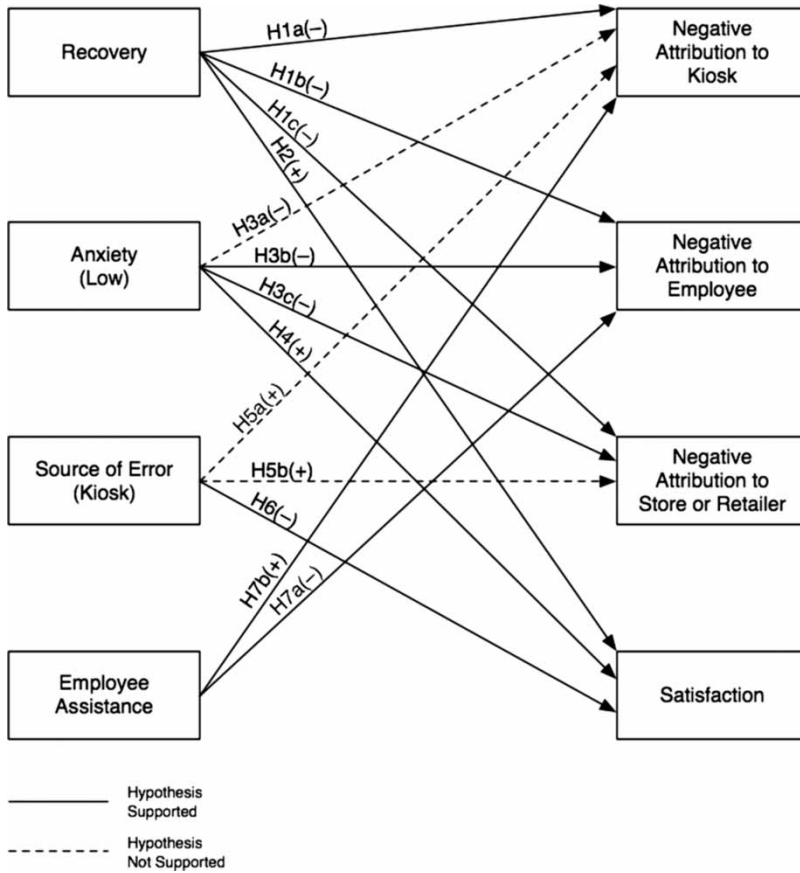 Recovery
Anxiety
(Low)
Source of Error
(Kiosk)
Employee
Assistance
H1a(–)
H1b(–)
H1c(–)
H2(+)
H3a(–)
H3b(–)
H3c(–)
H4(+)
H5a(+)
H5b(+)
H6(–)
H7b(+)
H7a(–)
Negative
Attribution to
Kiosk
Negative
Attribution to
Employee
Negative
Attribution to
Store or Retailer
Satisfaction
Hypothesis
Supported
Hypothesis
Not Supported